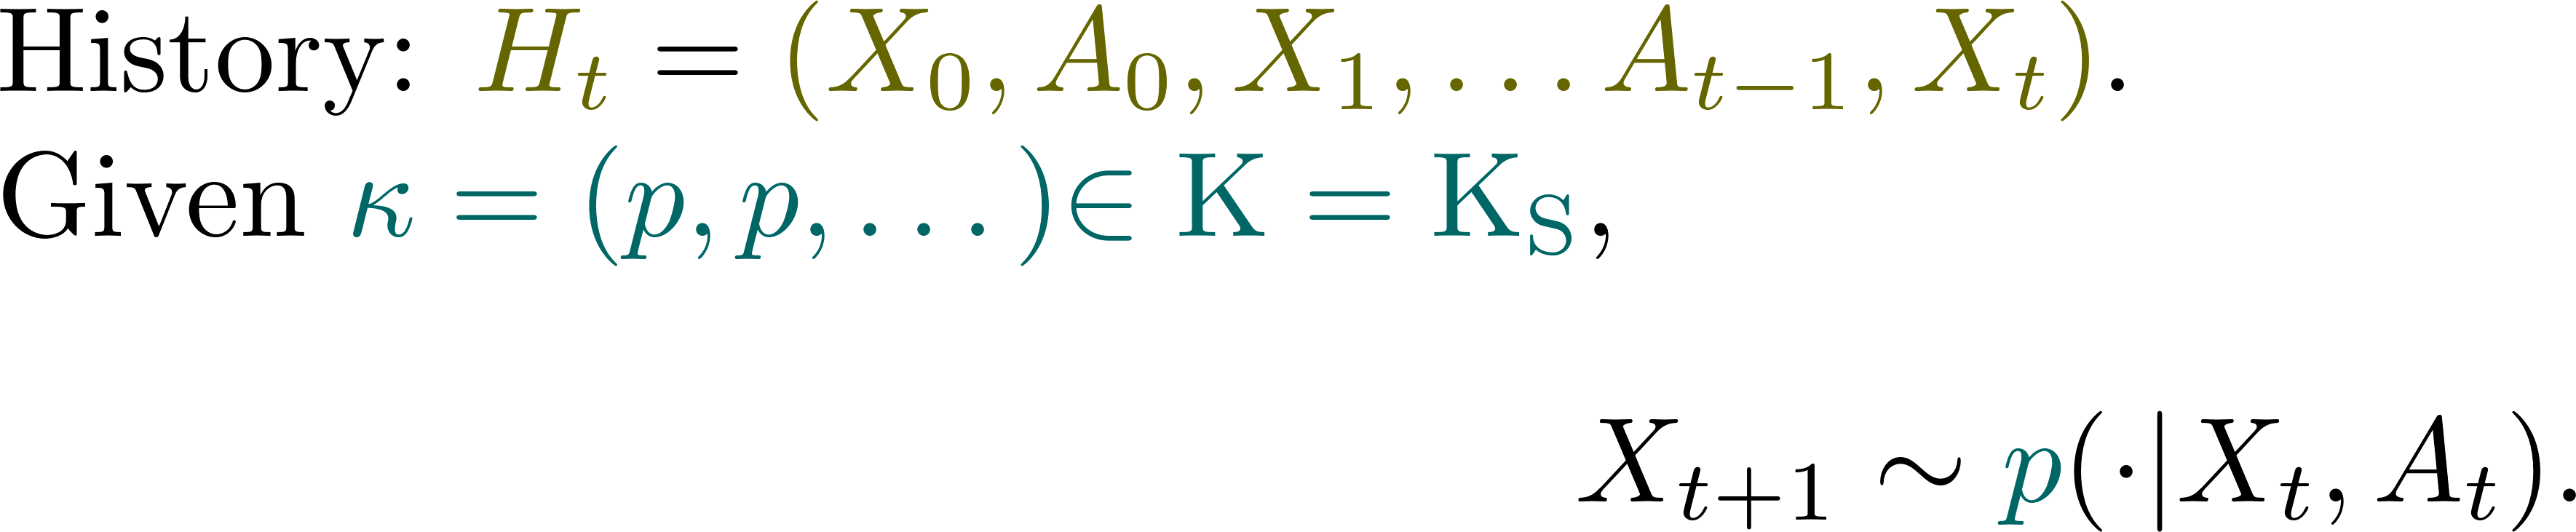 History: H_t = (X_0, A_0, X_1, . . . A_{t−1}, X_t).
Given κ = (p, p, . . . )∈ K = K_S,
X_{t+1} ∼ p(·|X_t, A_t).